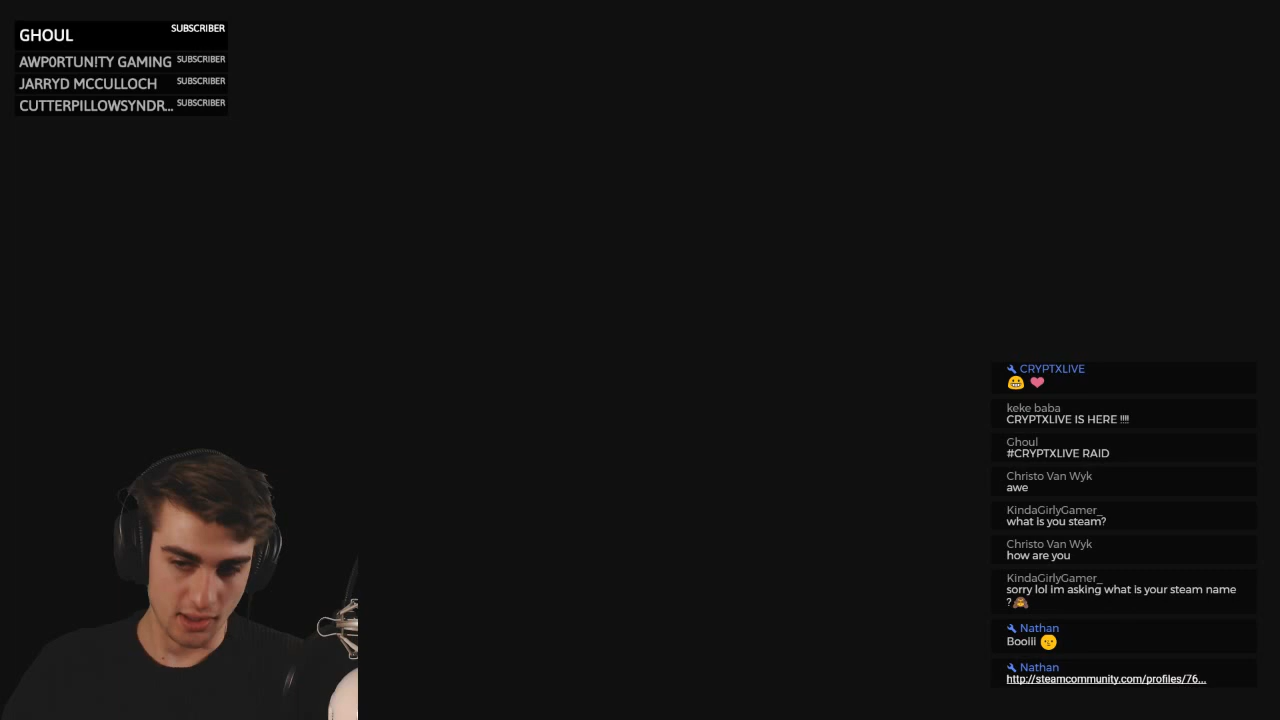 GHOUL SUBSCRIBER
AWP0RTUN!TY GAMING SUBSCRIBER
JARRYD MCCULLOCH SUBSCRIBER
CUTTERPILLOWSYNDR... SUBSCRIBER
CRYPTXLIVE
keke baba
CRYPTXLIVE IS HERE !!!!
Ghoul
#CRYPTXLIVE RAID
Christo Van Wyk
awe
KindaGirlyGamer_
what is you steam?
Christo Van Wyk
how are you
KindaGirlyGamer_
sorry lol im asking what is your steam name
?
Nathan
Booiii
Nathan
http://steamcommunity.com/profiles/76...